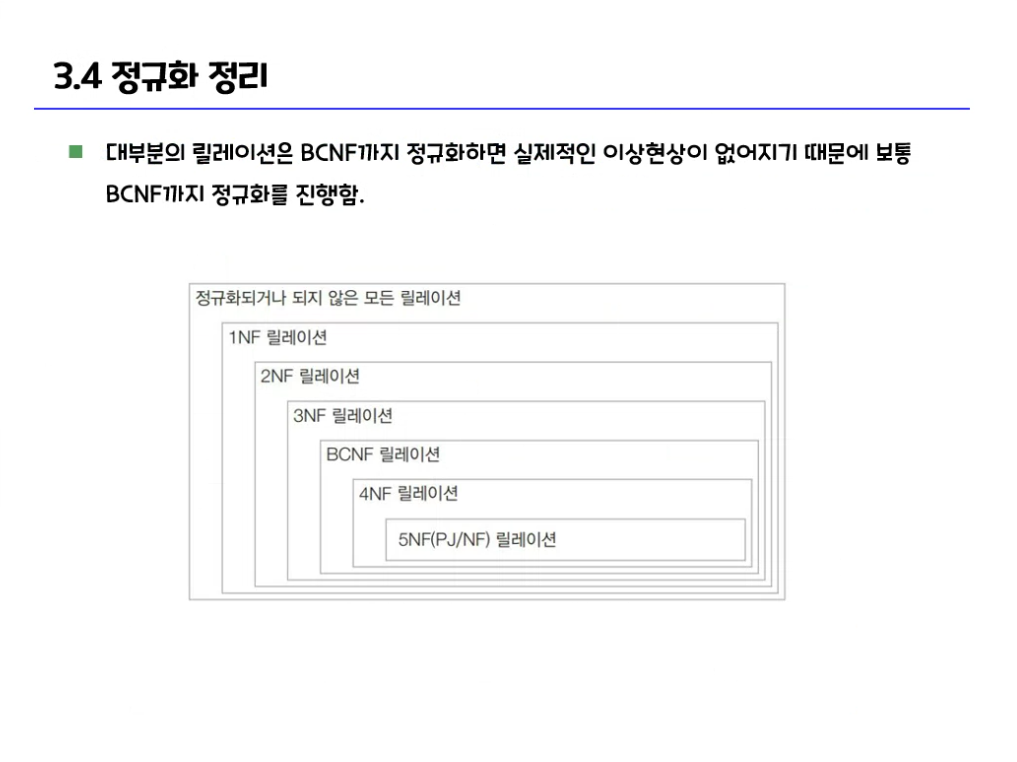 3.4 정규화 정리
대부분의 릴레이션은 BCNF까지 정규화하면 실제적인 이상현상이 없어지기 때문에 보통
BCNF까지 정규화를 진행함.
정규화되거나 되지 않은 모든 릴레이션
1NF 릴레이션
2NF 릴레이션
3NF 릴레이션
BCNF 릴레이션
4NF 릴레이션
5NF(PJ/NF) 릴레이션